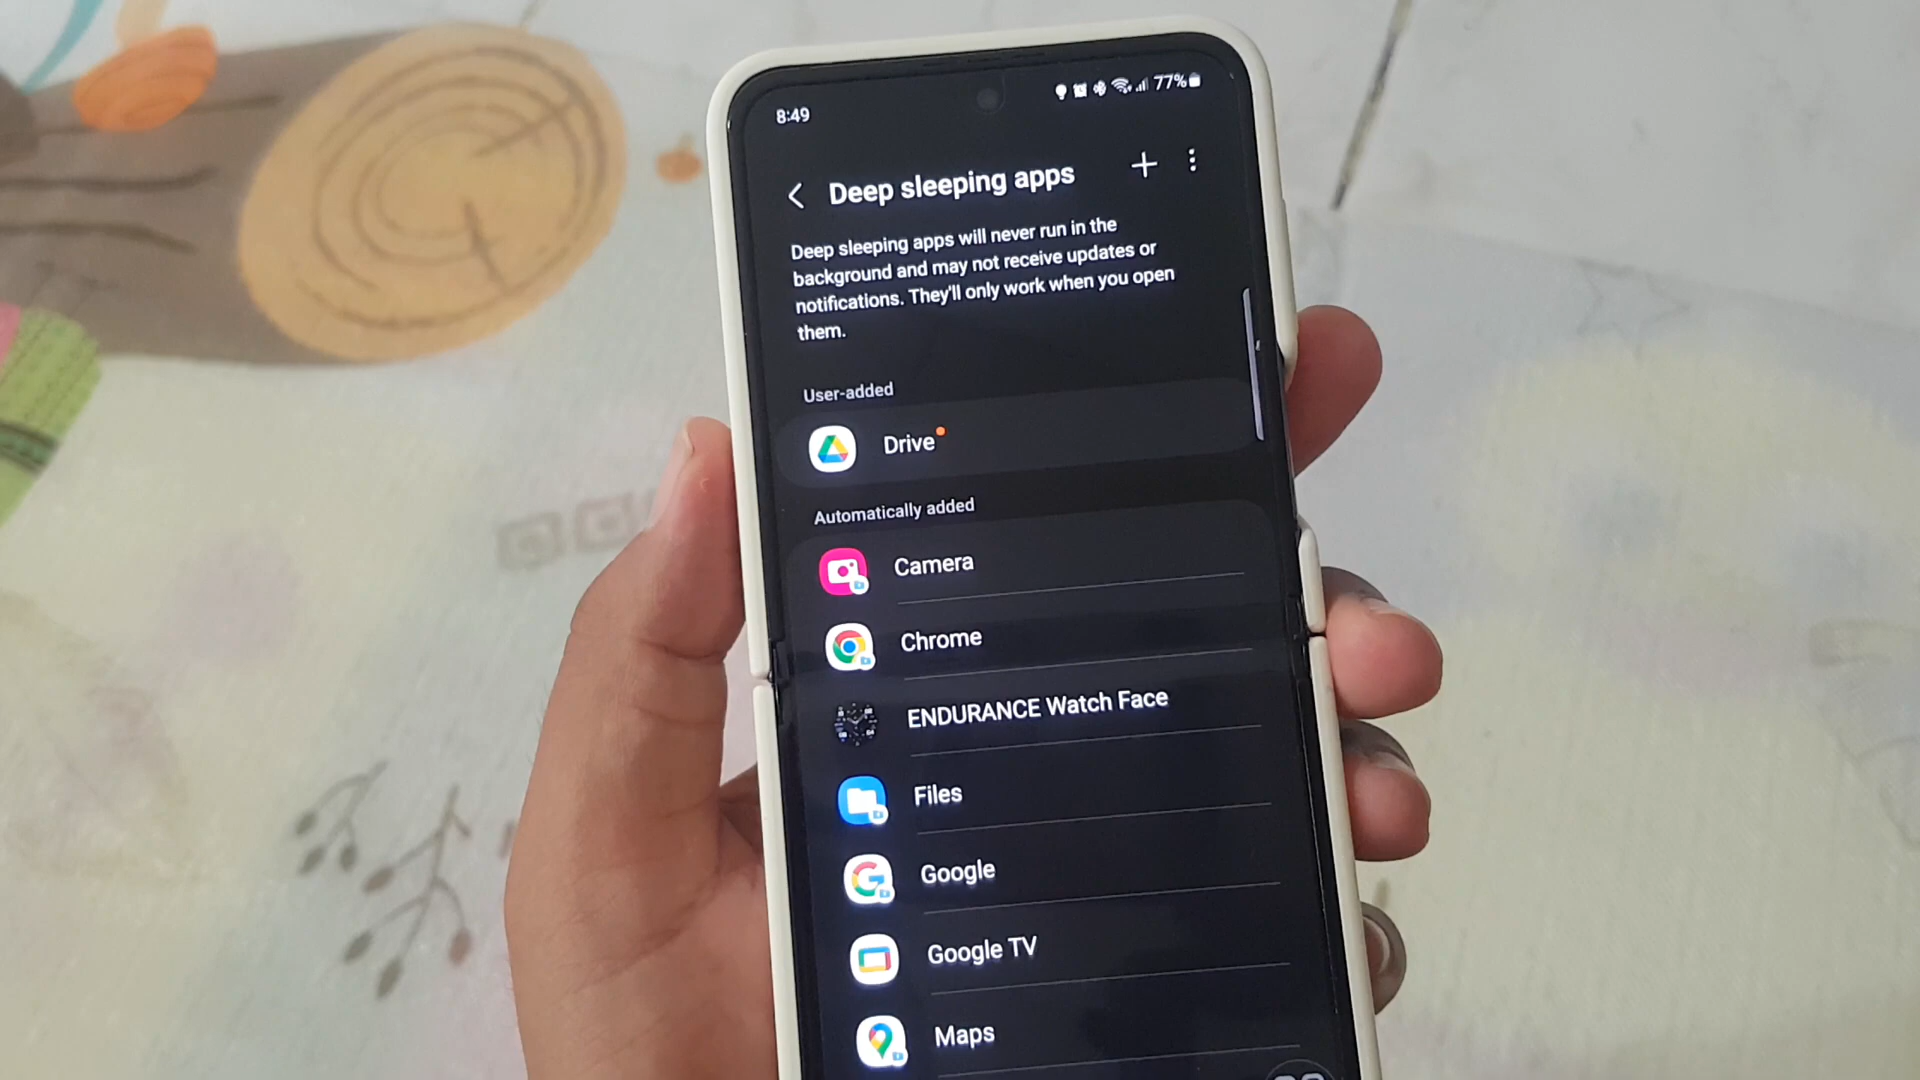 8:49
77%
Deep sleeping apps
Deep sleeping apps will never run in the
background and may not receive updates or
notifications. They'll only work when you open
them.
User-added
Drive
Automatically added
Camera
Chrome
ENDURANCE Watch Face
Files
Google
Google TV
Maps